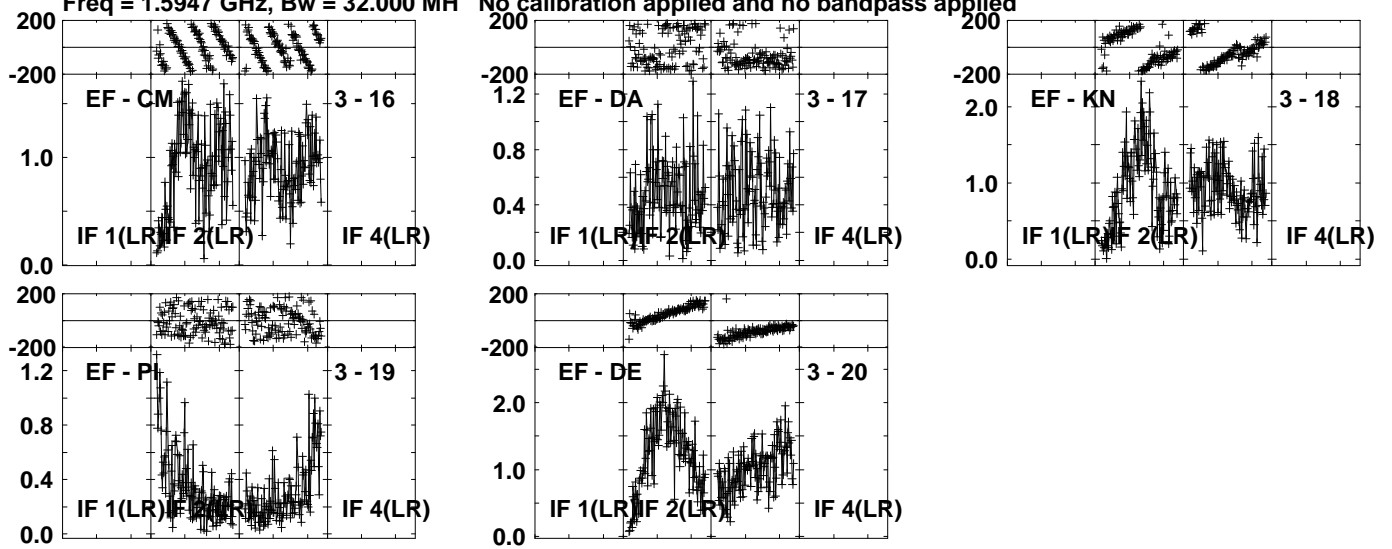 Freq = 1.5947 GHz, Bw = 32.000 MH No calibration applied and no bandpass applied
200
-200
EF - CM
3 - 16
1.0
0.0
IF 1(LR)
IF 2(LR)
IF 4(LR)
200
-200
EF - DA
3 - 17
1.2
0.8
0.4
0.0
IF 1(LR)
IF 2(LR)
IF 4(LR)
200
-200
EF - KN
3 - 18
2.0
1.0
0.0
IF 1(LR)
IF 2(LR)
IF 4(LR)
200
-200
EF - PI
3 - 19
1.2
0.8
0.4
0.0
IF 1(LR)
IF 2(LR)
IF 4(LR)
200
-200
EF - DE
3 - 20
2.0
1.0
0.0
IF 1(LR)
IF 2(LR)
IF 4(LR)